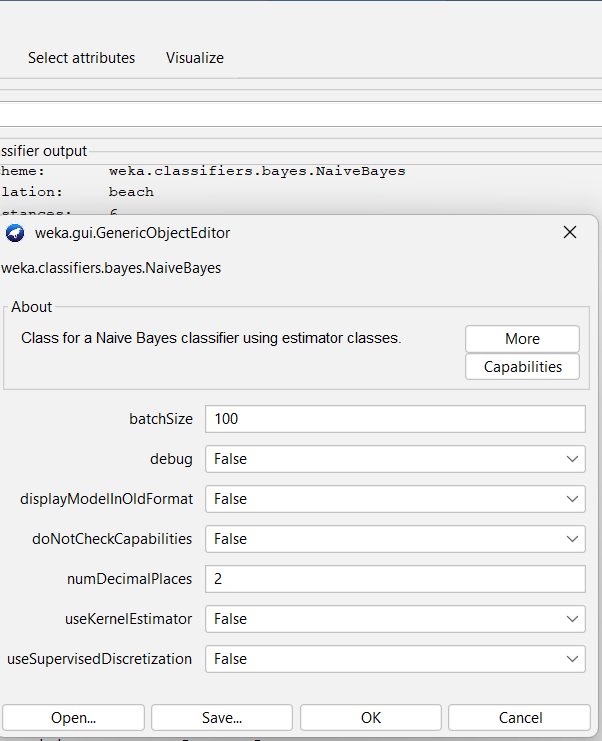 Select attributes Visualize
ssifier output
heme: weka.classifiers.bayes.NaiveBayes
lation: beach
stances: 6
weka.gui.GenericObjectEditor
weka.classifiers.bayes.NaiveBayes
About
Class for a Naive Bayes classifier using estimator classes.
More
Capabilities
batchSize 100
debug False
displayModelInOldFormat False
doNotCheckCapabilities False
numDecimalPlaces 2
useKernelEstimator False
useSupervisedDiscretization False
Open... Save... OK Cancel